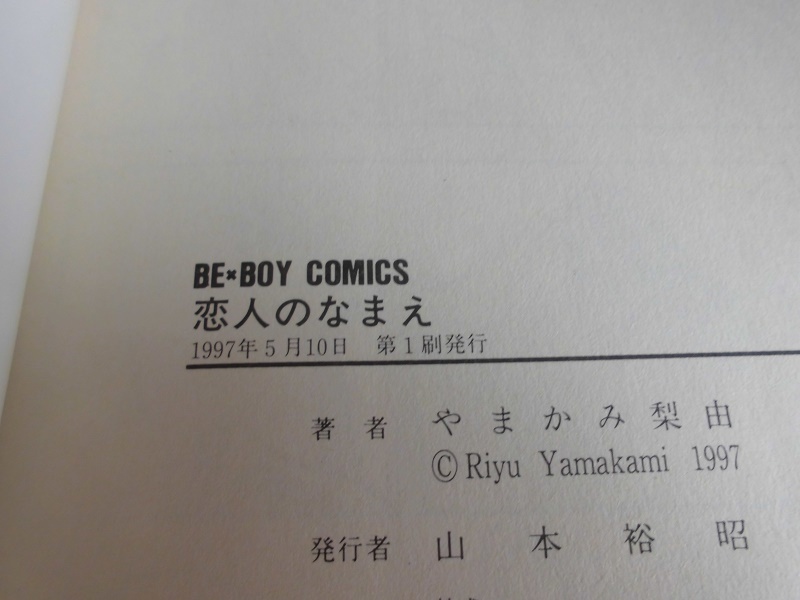 BE×BOY COMICS
恋人のなまえ
1997年5月10日 第1刷発行
著者 やまかみ梨由
©Riyu Yamakami 1997
発行者 山本裕昭